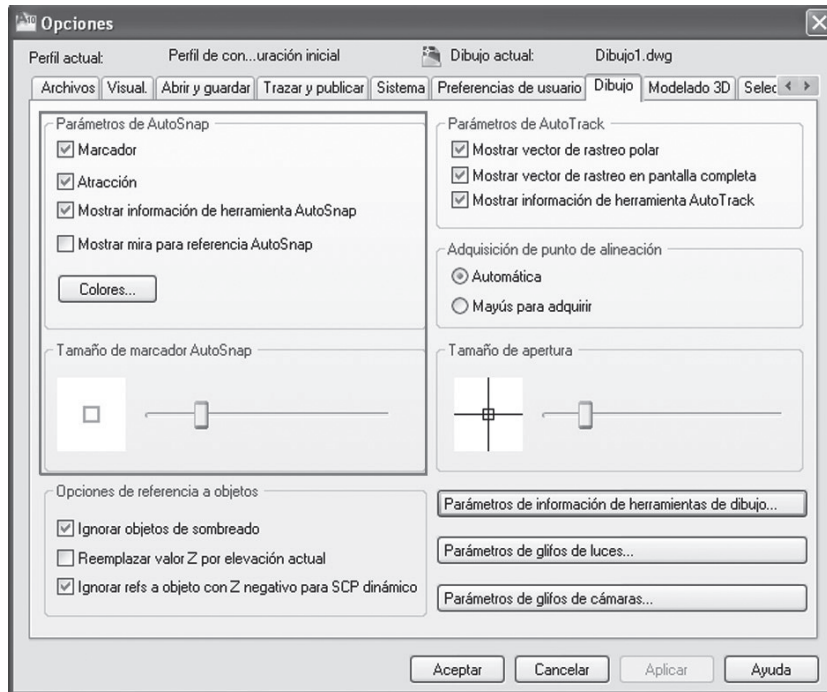 Opciones
Perfil actual: Perfil de con...uración inicial Dibujo actual: Dibujo1.dwg
Archivos Visual. Abrir y guardar Trazar y publicar Sistema Preferencias de usuario Dibujo Modelado 3D Selec
Parámetros de AutoSnap
Marcador
Atracción
Mostrar información de herramienta AutoSnap
Mostrar mira para referencia AutoSnap
Colores...
Tamaño de marcador AutoSnap
Opciones de referencia a objetos
Ignorar objetos de sombreado
Reemplazar valor Z por elevación actual
Ignorar refs a objeto con Z negativo para SCP dinámico
Parámetros de AutoTrack
Mostrar vector de rastreo polar
Mostrar vector de rastreo en pantalla completa
Mostrar información de herramienta AutoTrack
Adquisición de punto de alineación
Automática
Mayús para adquirir
Tamaño de apertura
Parámetros de información de herramientas de dibujo...
Parámetros de glifos de luces...
Parámetros de glifos de cámaras...
Aceptar Cancelar Aplicar Ayuda